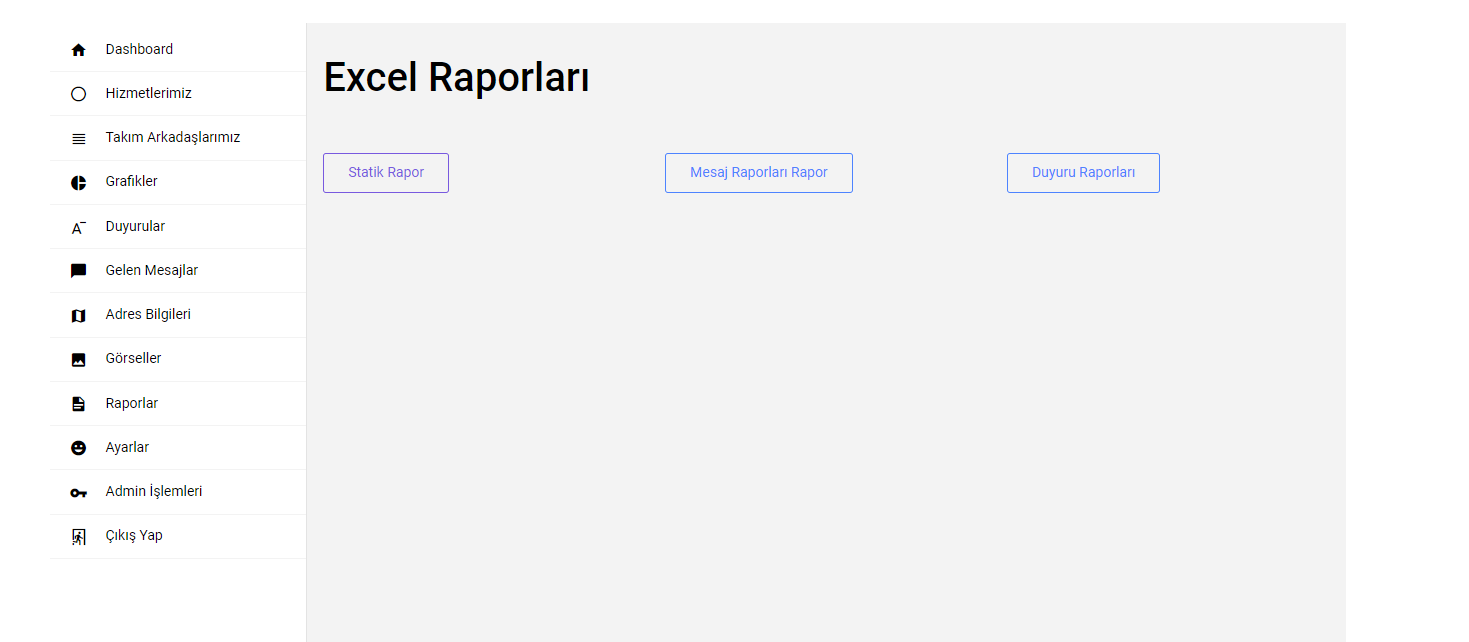 Dashboard
Hizmetlerimiz
Takım Arkadaşlarımız
Grafikler
Duyurular
Gelen Mesajlar
Adres Bilgileri
Görseller
Raporlar
Ayarlar
Admin İşlemleri
Çıkış Yap
Excel Raporları
Statik Rapor
Mesaj Raporları Rapor
Duyuru Raporları